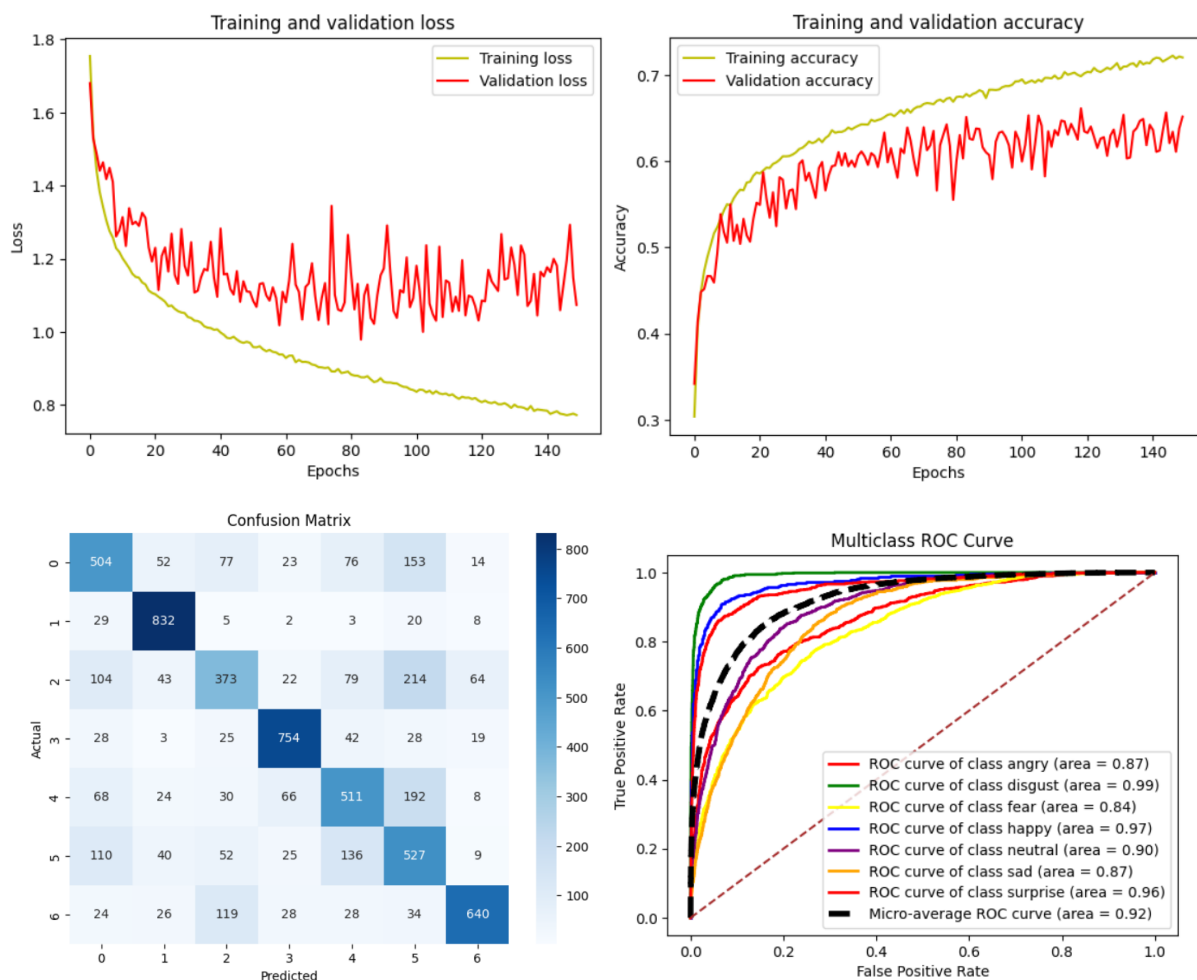 Training and validation loss
1.8
1.6
1.4
1.2
1.0
0.8
Loss
Training loss
Validation loss
0 20 40 60 80 100 120 140
Epochs
Training and validation accuracy
0.7
0.6
0.5
0.4
0.3
Accuracy
Training accuracy
Validation accuracy
0 20 40 60 80 100 120 140
Epochs
Confusion Matrix
Actual
0 504 52 77 23 76 153 14
1 29 832 5 2 3 20 8
2 104 43 373 22 79 214 64
3 28 3 25 754 42 28 19
4 68 24 30 66 511 192 8
5 110 40 52 25 136 527 9
6 24 26 119 28 28 34 640
0 1 2 3 4 5 6
Predicted
800
700
600
500
400
300
200
100
Multiclass ROC Curve
1.0
0.8
0.6
0.4
0.2
0.0
True Positive Rate
ROC curve of class angry (area = 0.87)
ROC curve of class disgust (area = 0.99)
ROC curve of class fear (area = 0.84)
ROC curve of class happy (area = 0.97)
ROC curve of class neutral (area = 0.90)
ROC curve of class sad (area = 0.87)
ROC curve of class surprise (area = 0.96)
Micro-average ROC curve (area = 0.92)
0.0 0.2 0.4 0.6 0.8 1.0
False Positive Rate